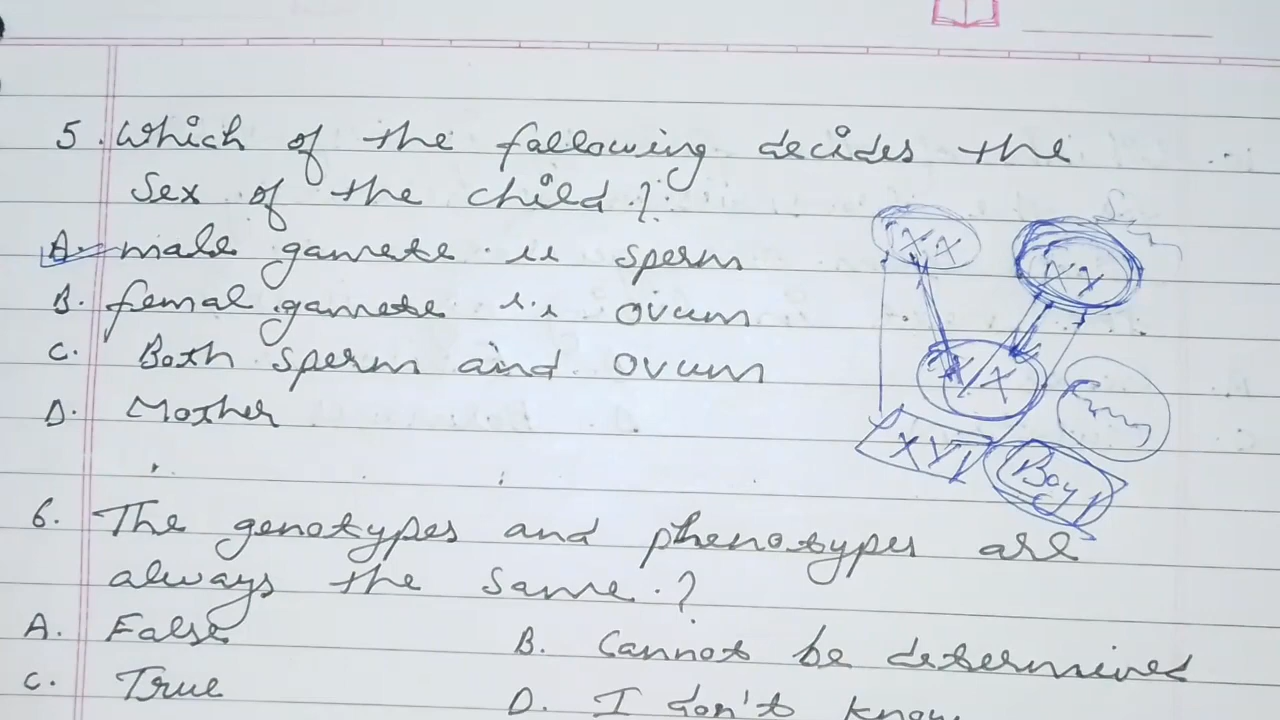 5. Which of the following decides the
Sex of the child ?
A. male gamete i.e sperm
B. femal gamete i.e ovum
C. Both sperm and ovum
D. Mother
XX
XY
X/X
XY
Boy
6. The genotypes and phenotypes are
always the same. ?
A. False
B. Cannot be determined
C. True
D. I don't know